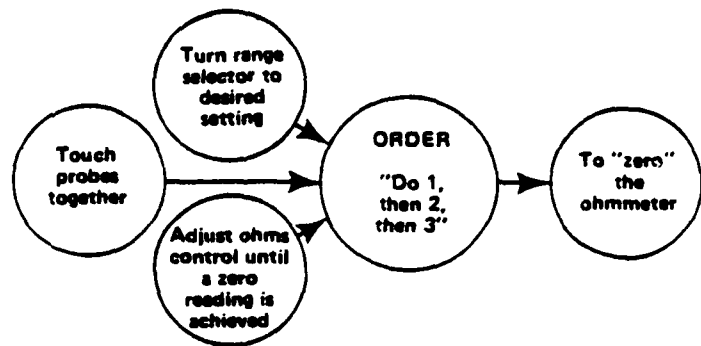 Turn range
selector to
desired
setting
Touch
probes
together
Adjust ohms
control until
a zero
reading is
achieved
ORDER
"Do 1,
then 2,
then 3"
To "zero"
the
ohmmeter